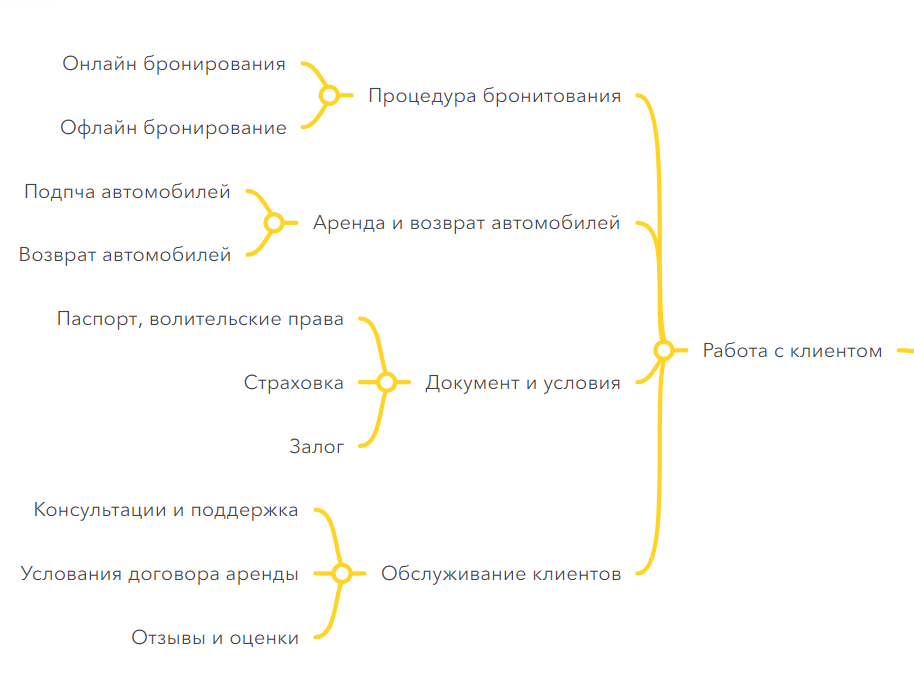 Онлайн бронирования
Процедура бронитования
Офлайн бронирование
Подпча автомобилей
Аренда и возврат автомобилей
Возврат автомобилей
Паспорт, волительские права
Работа с клиентом
Страховка
Документ и условия
Залог
Консультации и поддержка
Услования договора аренды
Обслуживание клиентов
Отзывы и оценки